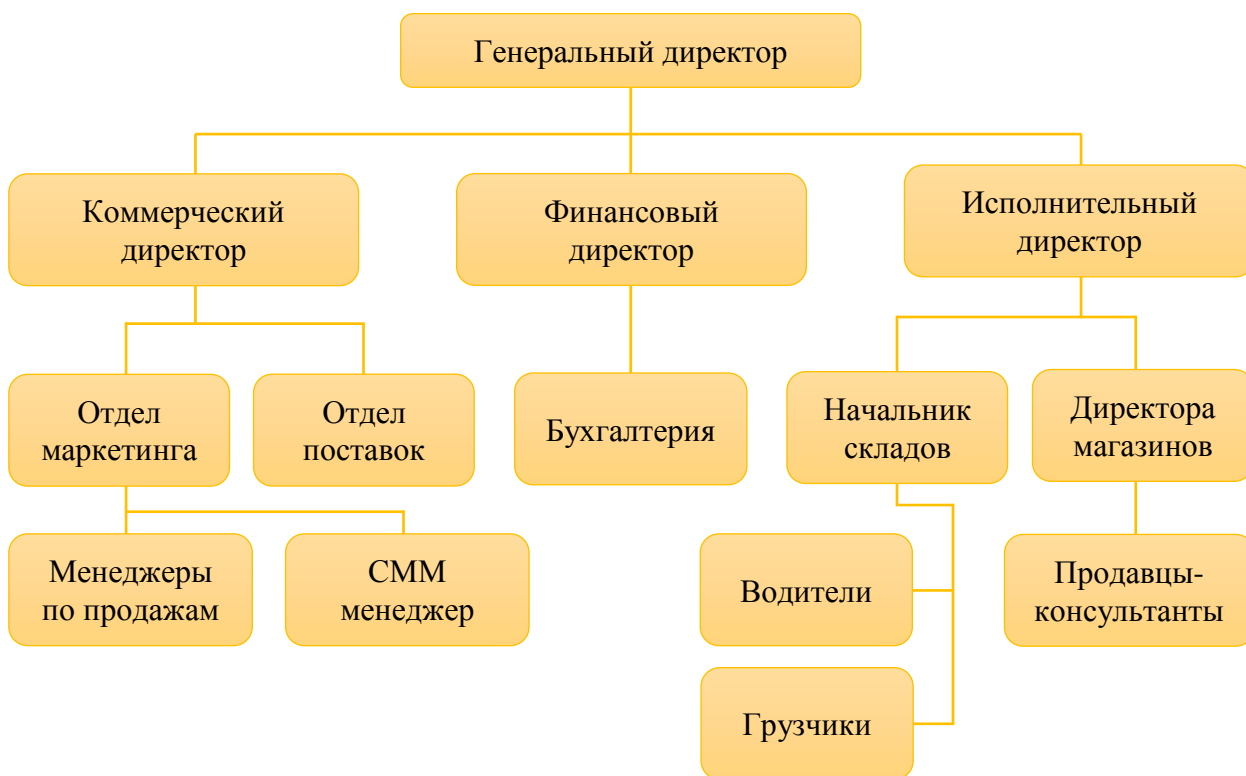 Генеральный директор
Коммерческий
директор
Финансовый
директор
Исполнительный
директор
Отдел
маркетинга
Отдел
поставок
Бухгалтерия
Начальник
складов
Директора
магазинов
Менеджеры
по продажам
СММ
менеджер
Водители
Продавцы-
консультанты
Грузчики